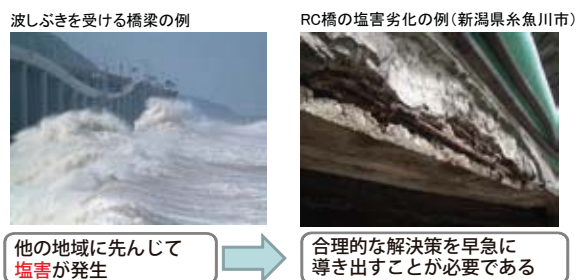 波しぶきを受ける橋梁の例
RC橋の塩害劣化の例(新潟県糸魚川市)
他の地域に先んじて
塩害が発生
合理的な解決策を早急に
導き出すことが必要である